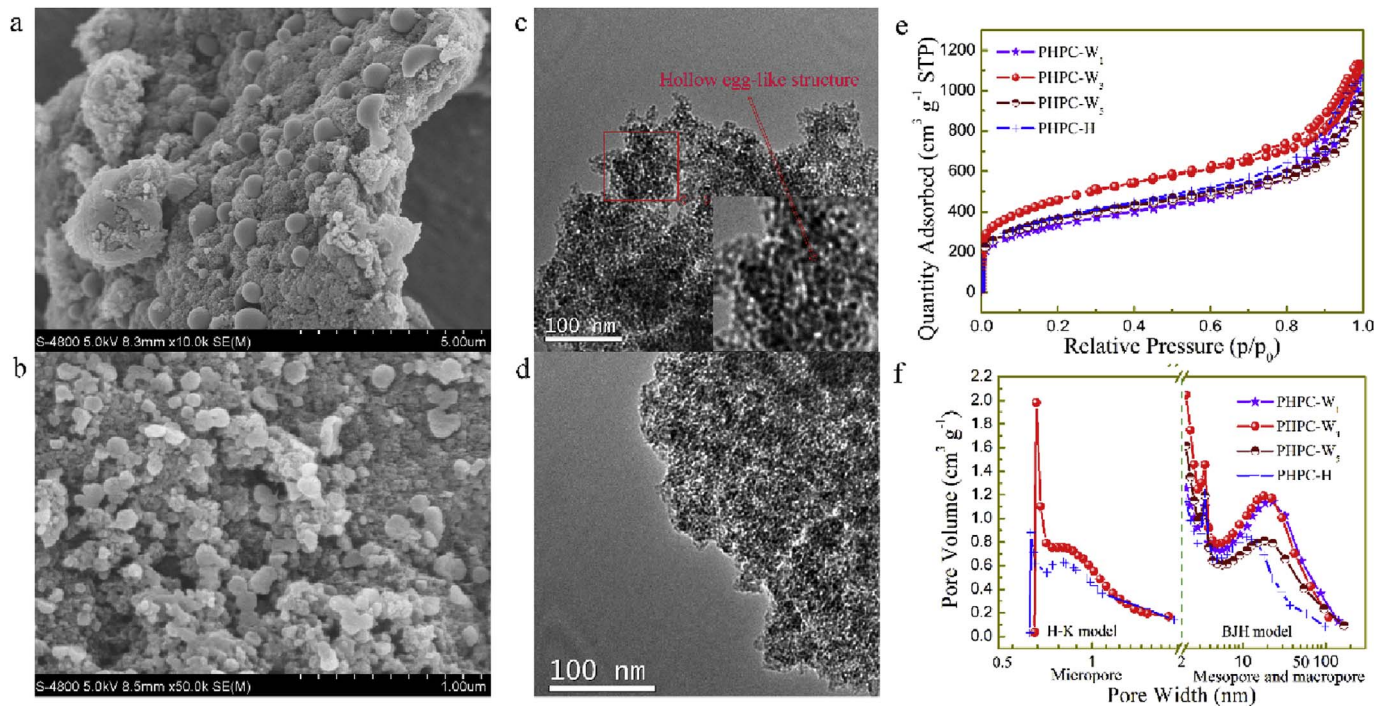 a
S-4800 5.0kV 8.3mm x10.0k SE(M)
5.00um
b
S-4800 5.0kV 8.5mm x50.0k SE(M)
1.00um
c
Hollow egg-like structure
100 nm
d
100 nm
e
PHPC-W1
PHPC-W3
PHPC-W5
PHPC-H
1200
1000
800
600
400
200
0
Quantity Adsorbed (cm3 g-1 STP)
0.0 0.2 0.4 0.6 0.8 1.0
Relative Pressure (p/p0)
f
2.2
2.0
1.8
1.6
1.4
1.2
1.0
0.8
0.6
0.4
0.2
0.0
Pore Volume (cm3 g-1)
PHPC-W1
PHPC-W5
PHPC-H
H-K model
BJH model
0.5 1 2 10 50 100
Micropore
Mesopore and macropore
Pore Width (nm)